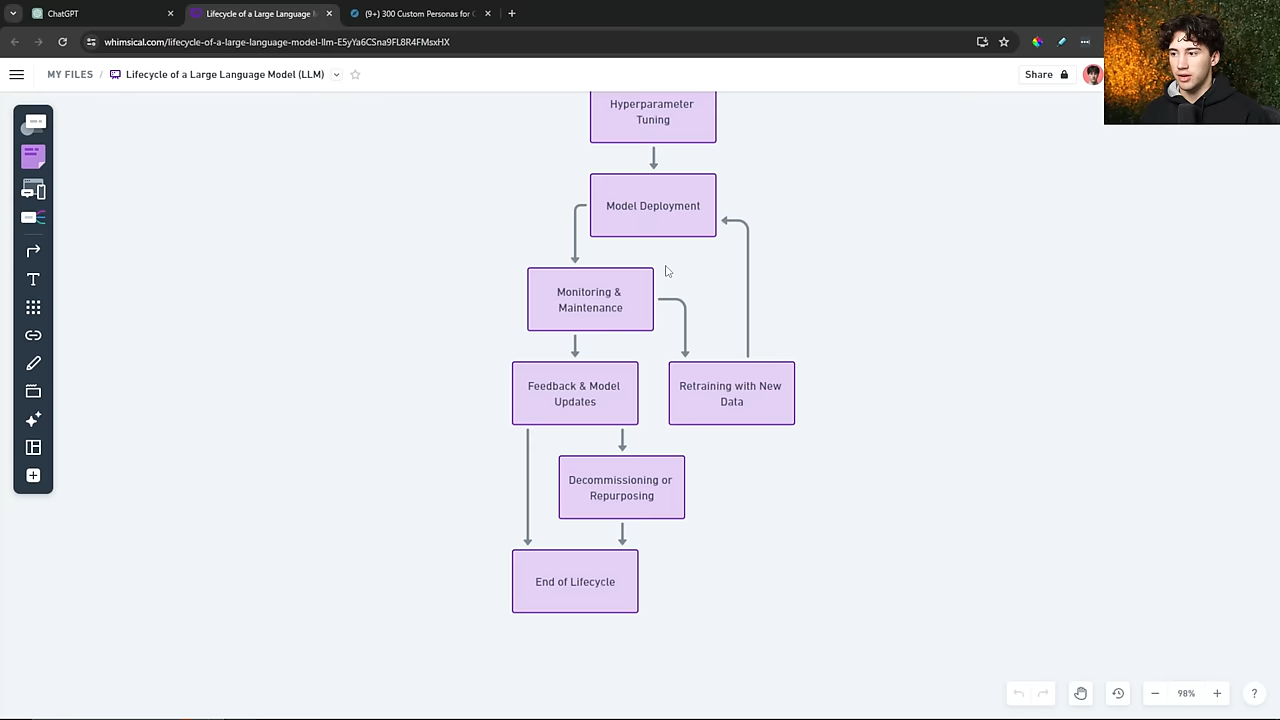 ChatGPT
Lifecycle of a Large Language M
(9+) 300 Custom Personas for C
whimsical.com/lifecycle-of-a-large-language-model-llm-E5yYa6CSna9FL8R4FMsxHX
MY FILES / Lifecycle of a Large Language Model (LLM)
Share
Hyperparameter
Tuning
Model Deployment
Monitoring &
Maintenance
Feedback & Model
Updates
Retraining with New
Data
Decommissioning or
Repurposing
End of Lifecycle
98%